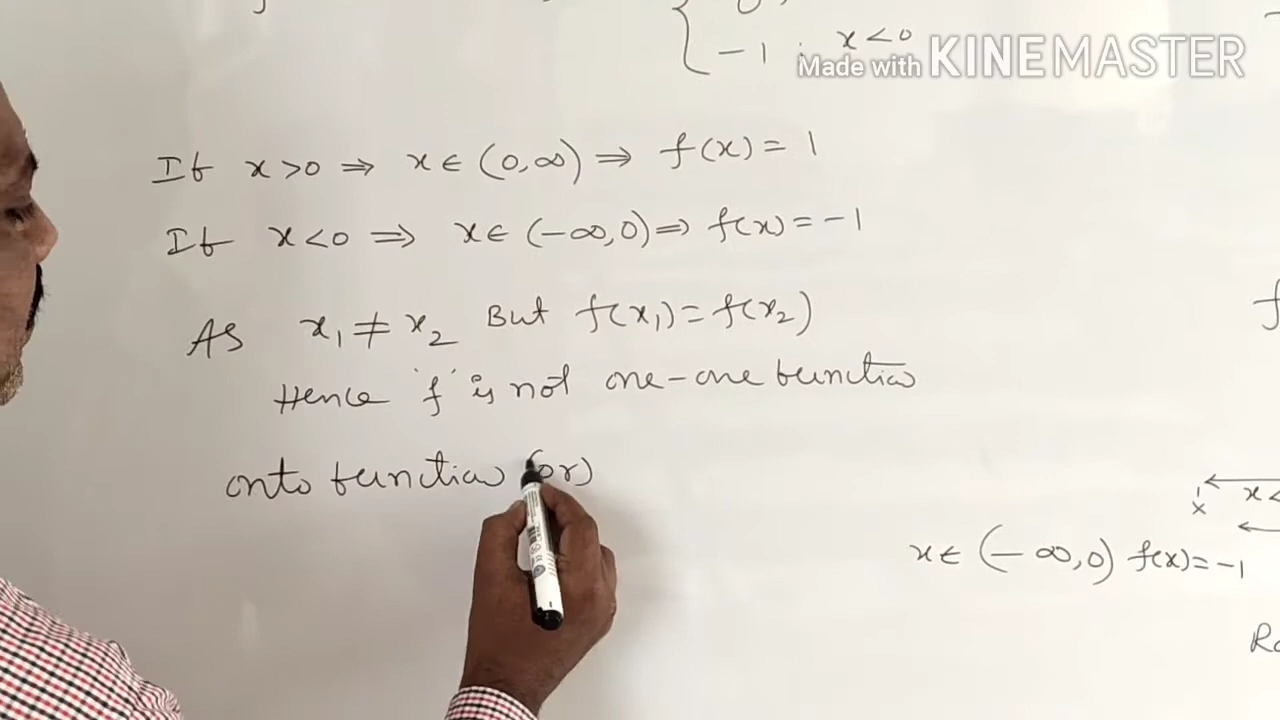 0,
-1 ; x<0
Made with KINEMASTER
If x>0 ⇒ x∈(0,∞) ⇒ f(x)=1
If x<0 ⇒ x∈(-∞,0) ⇒ f(x)=-1
As x₁≠x₂ But f(x₁)=f(x₂)
Hence 'f' is not one-one function
onto function (or)
f
x<
x
x∈(-∞,0) f(x)=-1